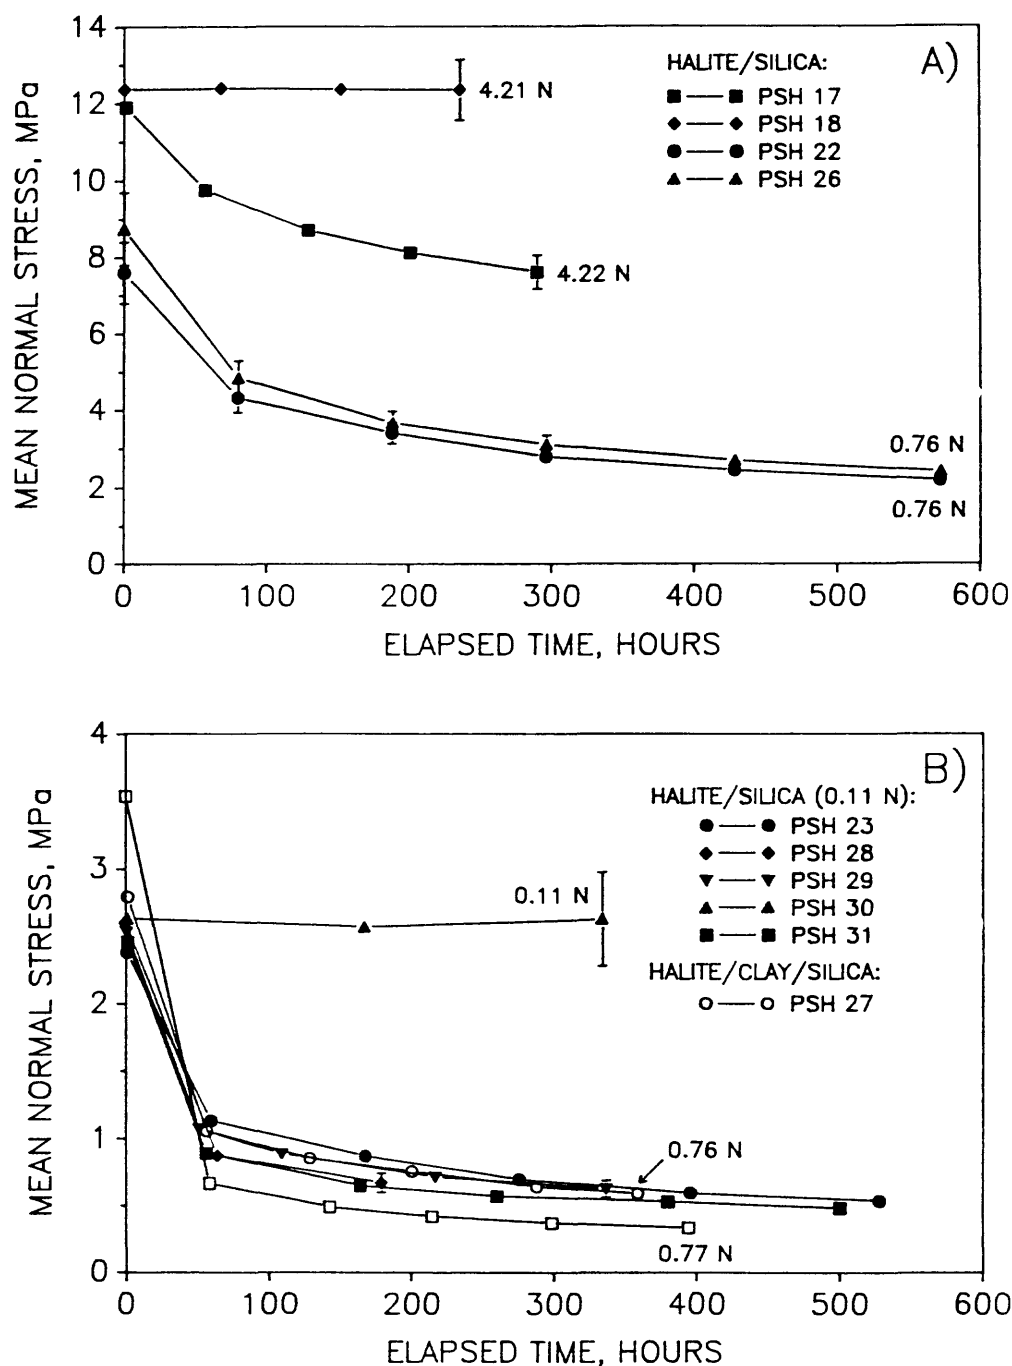 A)
HALITE/SILICA:
PSH 17
PSH 18
PSH 22
PSH 26
4.21 N
4.22 N
0.76 N
0.76 N
MEAN NORMAL STRESS, MPa
14
12
10
8
6
4
2
0
0 100 200 300 400 500 600
ELAPSED TIME, HOURS
B)
HALITE/SILICA (0.11 N):
PSH 23
PSH 28
PSH 29
PSH 30
PSH 31
HALITE/CLAY/SILICA:
PSH 27
0.11 N
0.76 N
0.77 N
MEAN NORMAL STRESS, MPa
4
3
2
1
0
0 100 200 300 400 500 600
ELAPSED TIME, HOURS